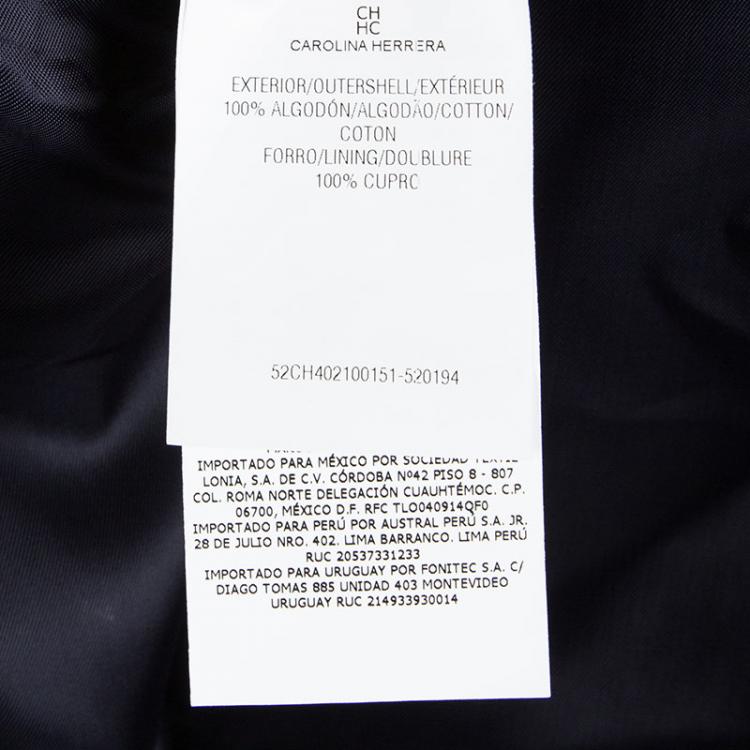 CH
HC
CAROLINA HERRERA
EXTERIOR/OUTERSHELL/EXTÉRIEUR
100% ALGODÓN/ALGODÃO/COTTON/
COTON
FORRO/LINING/DOUBLURE
100% CUPRO
52CH402100151-520194
IMPORTADO PARA MÉXICO POR SOCIEDAD TEXTIL
LONIA, S.A. DE C.V. CÓRDOBA Nº42 PISO 8 - 807
COL. ROMA NORTE DELEGACIÓN CUAUHTÉMOC. C.P.
06700, MÉXICO D.F. RFC TLO040914QF0
IMPORTADO PARA PERÚ POR AUSTRAL PERÚ S.A. JR.
28 DE JULIO NRO. 402. LIMA BARRANCO. LIMA PERÚ
RUC 20537331233
IMPORTADO PARA URUGUAY POR FONITEC S.A. C/
DIAGO TOMAS 885 UNIDAD 403 MONTEVIDEO
URUGUAY RUC 214933930014